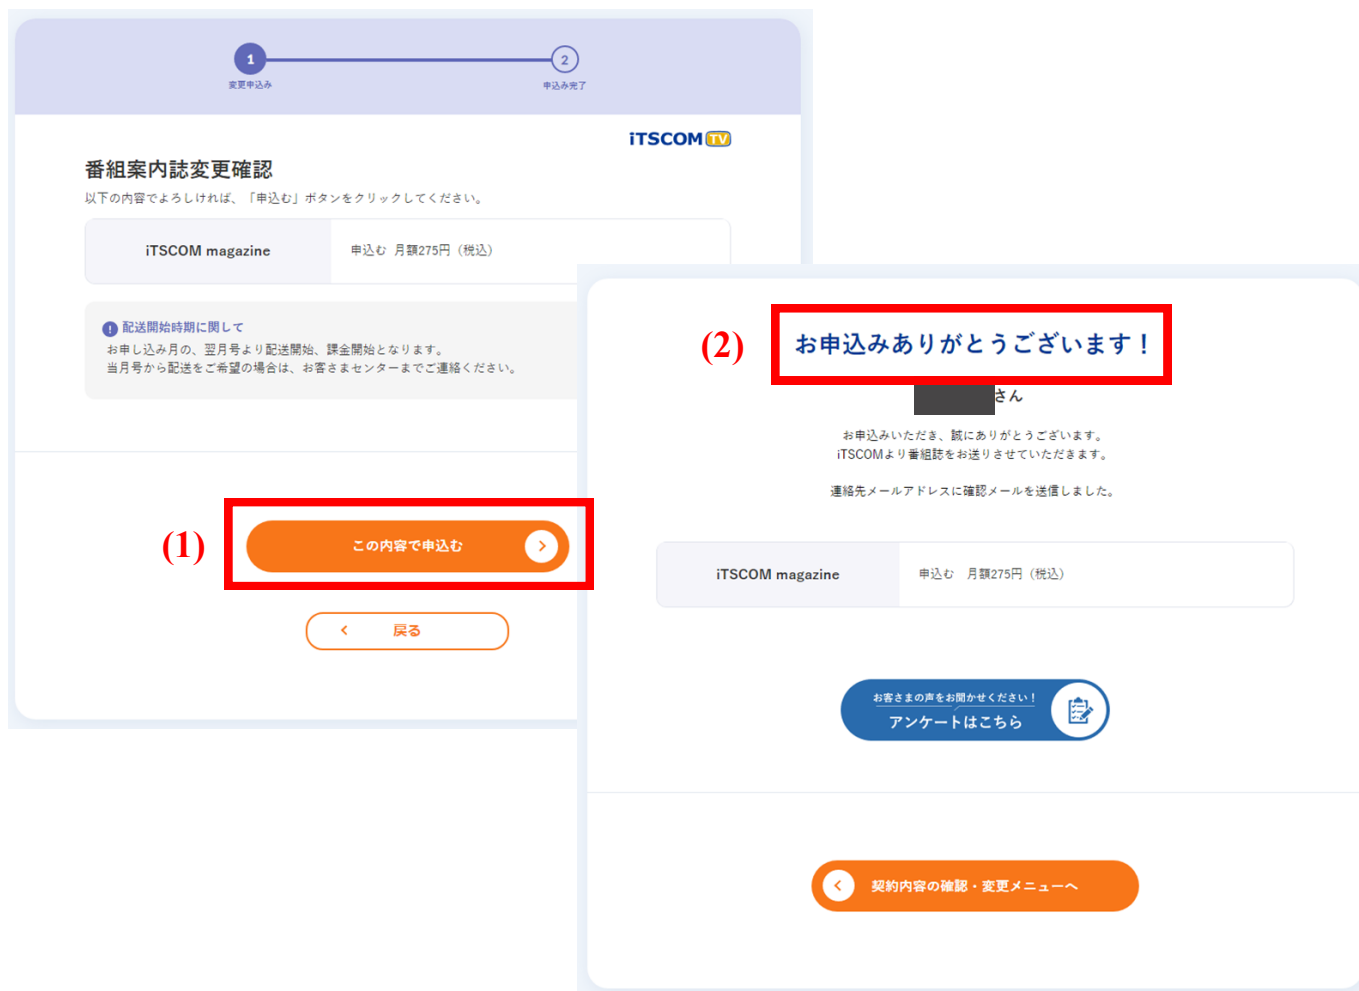 1
変更申込み
2
申込み完了
iTSCOM TV
番組案内誌変更確認
以下の内容でよろしければ、「申込む」ボタンをクリックしてください。
iTSCOM magazine
申込む 月額275円（税込）
配送開始時期に関して
お申し込み月の、翌月号より配送開始、課金開始となります。
当月号から配送をご希望の場合は、お客さまセンターまでご連絡ください。
(1)
この内容で申込む
戻る
(2)
お申込みありがとうございます！
さん
お申込みいただき、誠にありがとうございます。
iTSCOMより番組誌をお送りさせていただきます。
連絡先メールアドレスに確認メールを送信しました。
iTSCOM magazine
申込む 月額275円（税込）
お客さまの声をお聞かせください！
アンケートはこちら
契約内容の確認・変更メニューへ